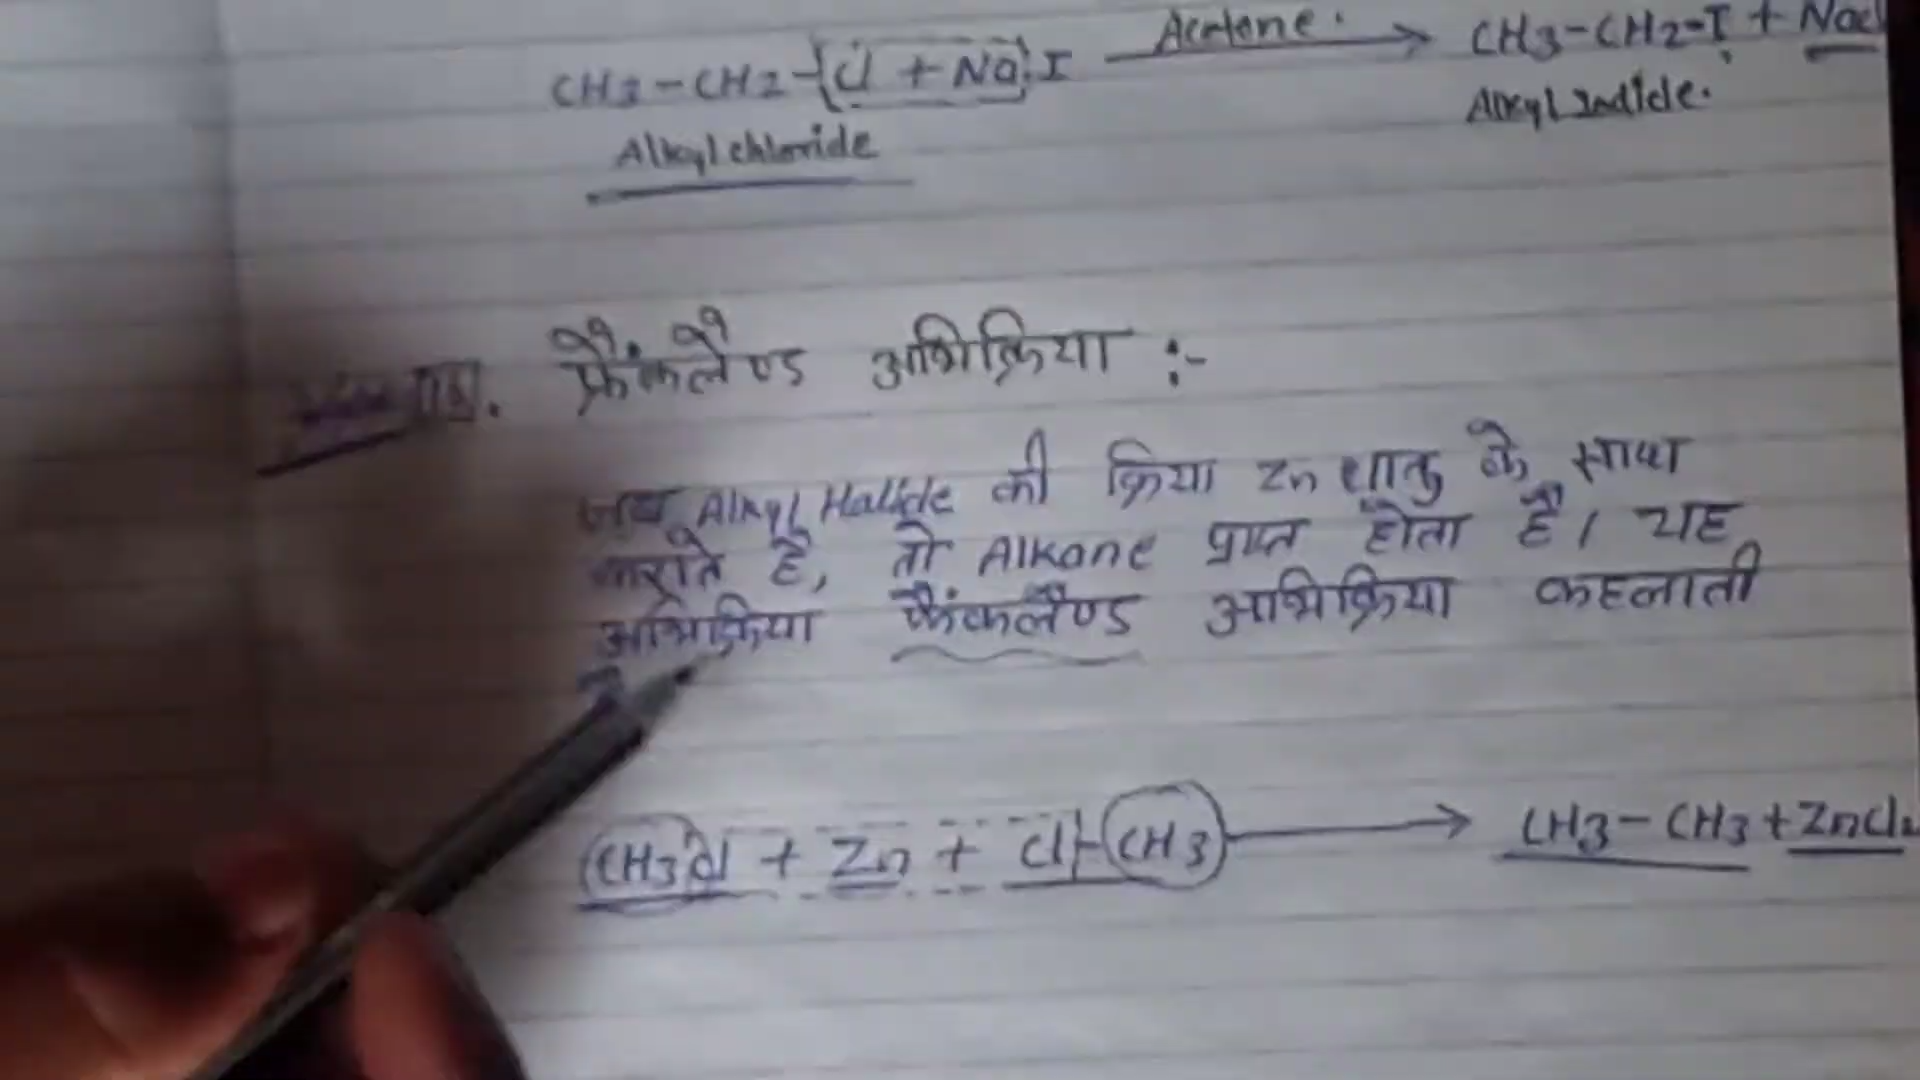 CH3-CH2-Cl + NaI Acetone. → CH3-CH2-I + NaCl
Alkyl chloride Alkyl Iodide.
फ्रैंकलैण्ड अभिक्रिया :-
जब Alkyl Halide की क्रिया Zn धातु के साथ
कराते है, तो Alkane प्राप्त होता है। यह
अभिक्रिया फ्रैंकलैण्ड अभिक्रिया कहलाती
है
CH3Cl + Zn + Cl-CH3 → CH3-CH3 + ZnCl2